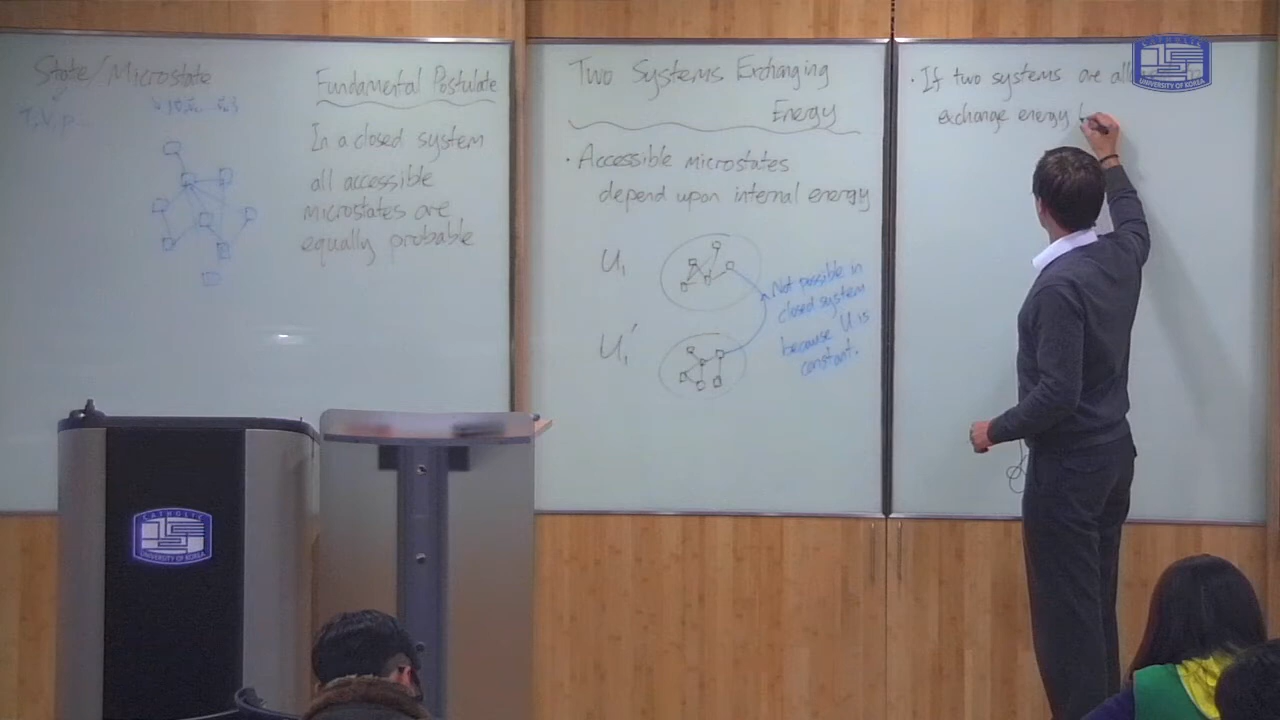 State/Microstate
Fundamental Postulate
In a closed system
all accessible
microstates are
equally probable
Two Systems Exchanging
Energy
· Accessible microstates
depend upon internal energy
U₁
U₁′
Not possible in
closed system
because U is
constant.
· If two systems are
exchange energy
CATHOLIC
UNIVERSITY OF KOREA
CATHOLIC
UNIVERSITY OF KOREA